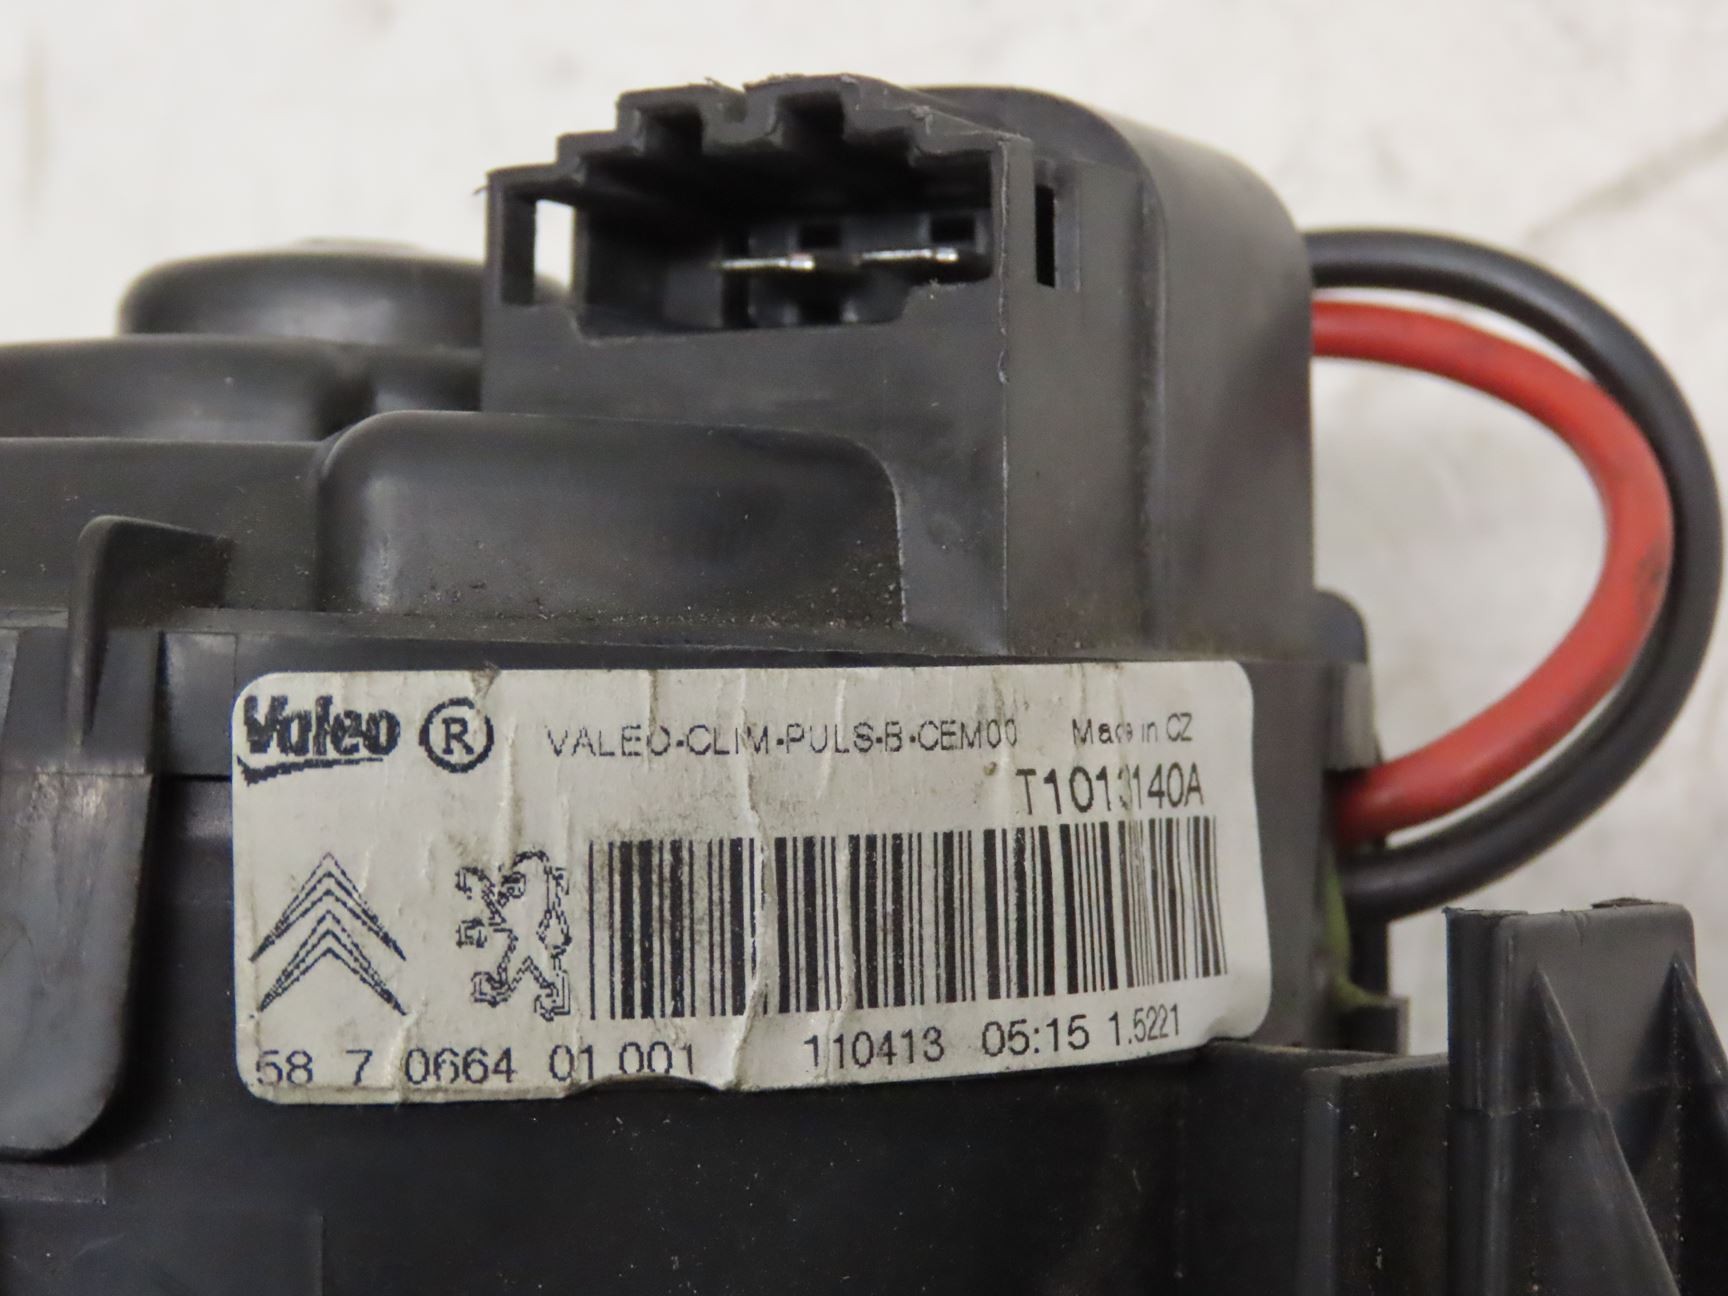 Valeo ® VALEO-CLIM-PULS-B-CEM00 Made in CZ
T1013140A
58 7 0664 01 001 110413 05:15 1.5221